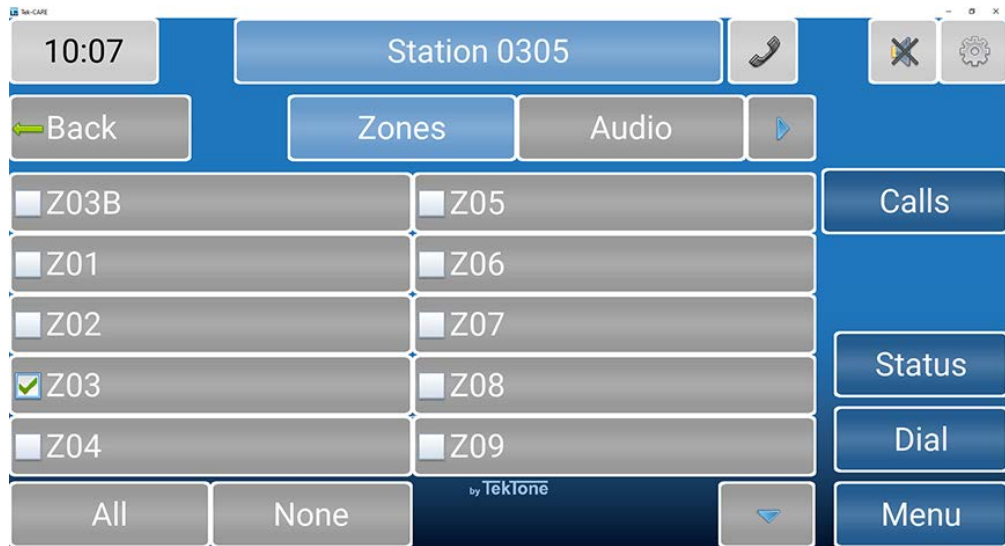 Tek-CARE
10:07
Station 0305
Back
Zones
Audio
Z03B
Z05
Calls
Z01
Z06
Z02
Z07
Status
Z03
Z08
Z04
Z09
Dial
All
None
by TekTone
Menu